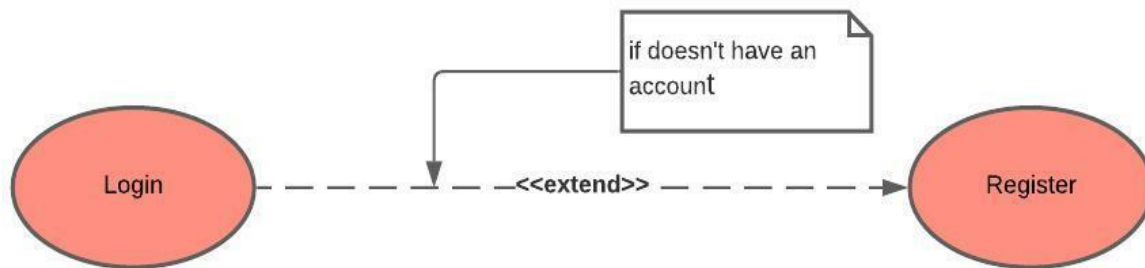 if doesn't have an
account
Login
<<extend>>
Register